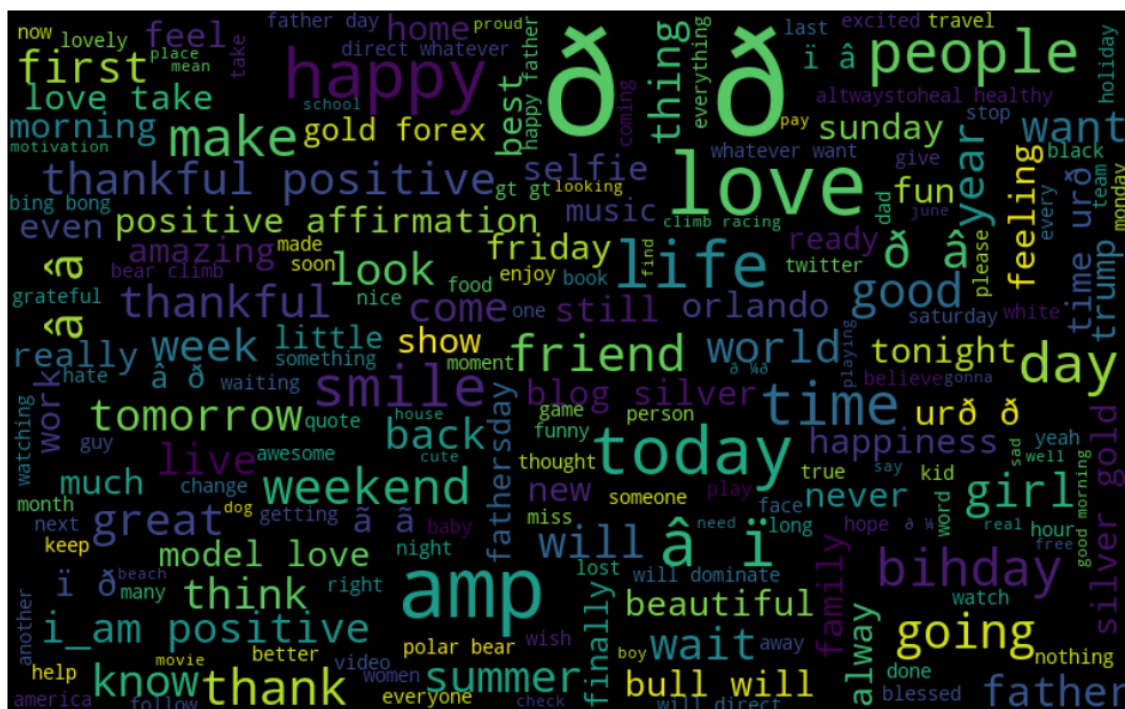 now
lovely
place
mean
take
feel
father day
direct whatever
home
proud
first
love take
morning
motivation
happy
school
make
gold forex
best
happy father
ð ð
thing
everything
coming
last
ï â
excited
travel
people
holiday
altwaystoheal healthy
pay
sunday
stop
want
black
team
monday
thankful positive
selfie
gt gt
looking
love
whatever want
give
fun
dad
june
year
feeling
every
time urð
trump
bing bong
even
positive affirmation
music
climb racing
amazing
made
soon
friday
enjoy
book
find
life
ready
twitter
please
bear climb
look
food
nice
grateful
thankful
come
one
still
orlando
good
saturday
white
â â
really
week
little
something
show
moment
friend
world
playing
tonight
day
hate
â ð
waiting
smile
blog silver
time
believe
gonna
urð ð
work
watching
guy
tomorrow
quote
house
cute
back
fathersday
game
funny
person
thought
today
happiness
true
say
kid
yeah
well
sad
live
awesome
much
change
weekend
new
someone
play
face
never
word
girl
silver gold
good morning
month
next
great
dog
getting
ã ã
baby
miss
will
â ï
need
long
hope
ð ¼
real
hour
free
keep
model love
night
right
lost
finally
family
bihday
ï ð
beach
many
think
amp
will dominate
beautiful
watch
another
i_am positive
polar bear
wish
wait
away
alway
going
nothing
help
movie
better
video
women
boy
done
america
follow
know
thank
everyone
check
summer
bull will
will direct
blessed
father